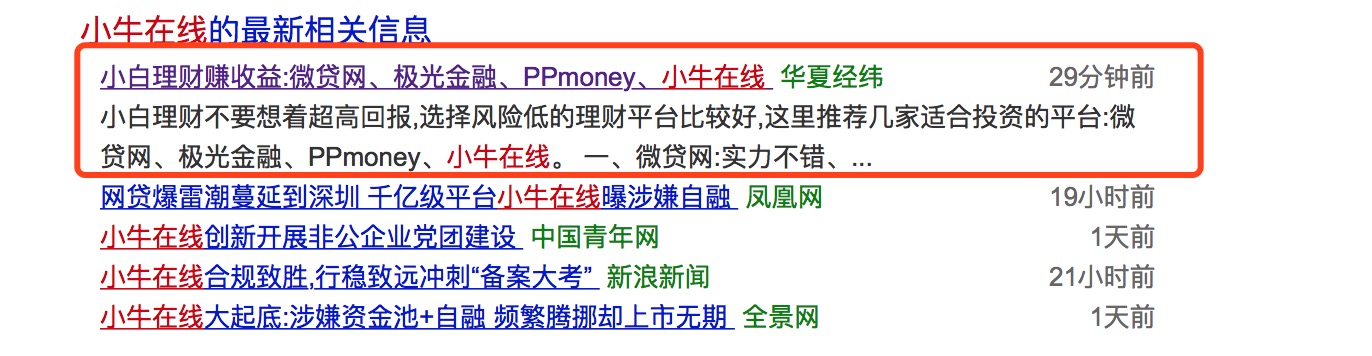 小牛在线的最新相关信息
小白理财赚收益:微贷网、极光金融、PPmoney、小牛在线 华夏经纬 29分钟前
小白理财不要想着超高回报,选择风险低的理财平台比较好,这里推荐几家适合投资的平台:微
贷网、极光金融、PPmoney、小牛在线。 一、微贷网:实力不错、...
网贷爆雷潮蔓延到深圳 千亿级平台小牛在线曝涉嫌自融 凤凰网 19小时前
小牛在线创新开展非公企业党团建设 中国青年网 1天前
小牛在线合规致胜,行稳致远冲刺“备案大考” 新浪新闻 21小时前
小牛在线大起底:涉嫌资金池+自融 频繁腾挪却上市无期 全景网 1天前